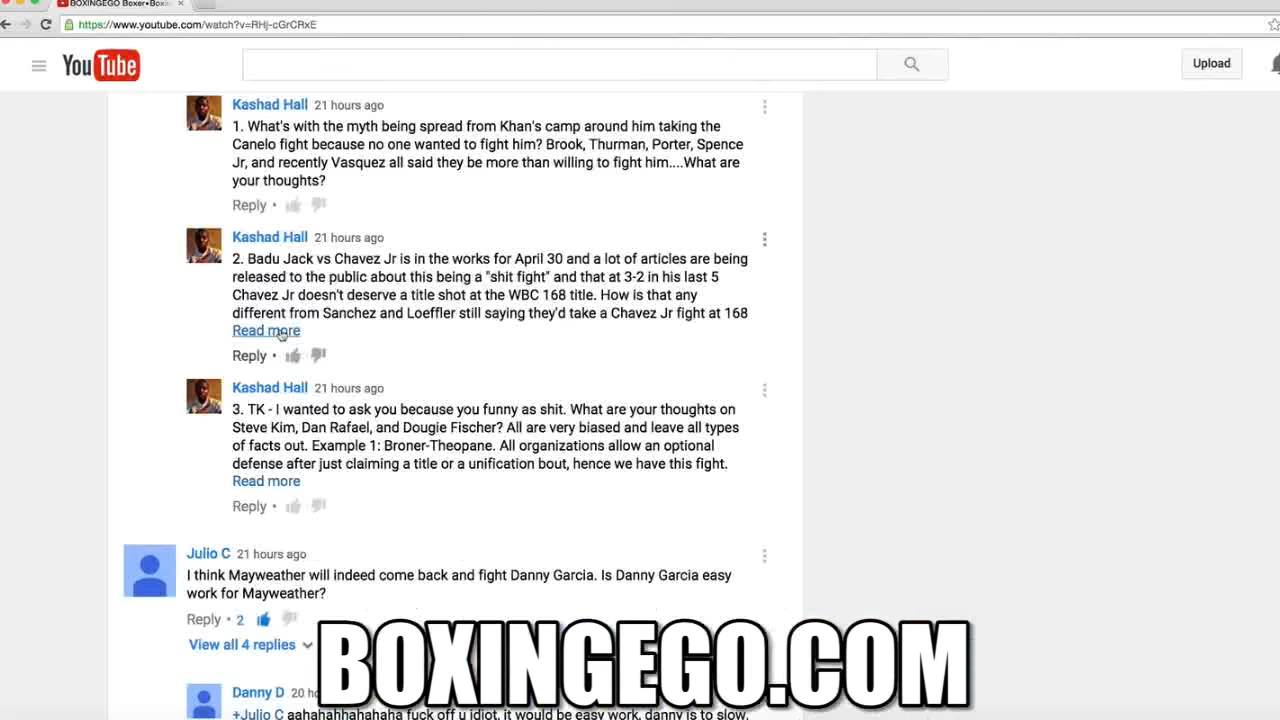 BOXINGEGO Boxer•Boxe
https://www.youtube.com/watch?v=RHj-cGrCRxE
YouTube
Upload
Kashad Hall 21 hours ago
1. What's with the myth being spread from Khan's camp around him taking the
Canelo fight because no one wanted to fight him? Brook, Thurman, Porter, Spence
Jr, and recently Vasquez all said they be more than willing to fight him....What are
your thoughts?
Reply •
Kashad Hall 21 hours ago
2. Badu Jack vs Chavez Jr is in the works for April 30 and a lot of articles are being
released to the public about this being a "shit fight" and that at 3-2 in his last 5
Chavez Jr doesn't deserve a title shot at the WBC 168 title. How is that any
different from Sanchez and Loeffler still saying they'd take a Chavez Jr fight at 168
Read more
Reply •
Kashad Hall 21 hours ago
3. TK - I wanted to ask you because you funny as shit. What are your thoughts on
Steve Kim, Dan Rafael, and Dougie Fischer? All are very biased and leave all types
of facts out. Example 1: Broner-Theopane. All organizations allow an optional
defense after just claiming a title or a unification bout, hence we have this fight.
Read more
Reply •
Julio C 21 hours ago
I think Mayweather will indeed come back and fight Danny Garcia. Is Danny Garcia easy
work for Mayweather?
Reply • 2
View all 4 replies
BOXINGEGO.COM
Danny D 20 ho
+Julio C aahahahhahahaha fuck off u idiot, it would be easy work, danny is to slow,